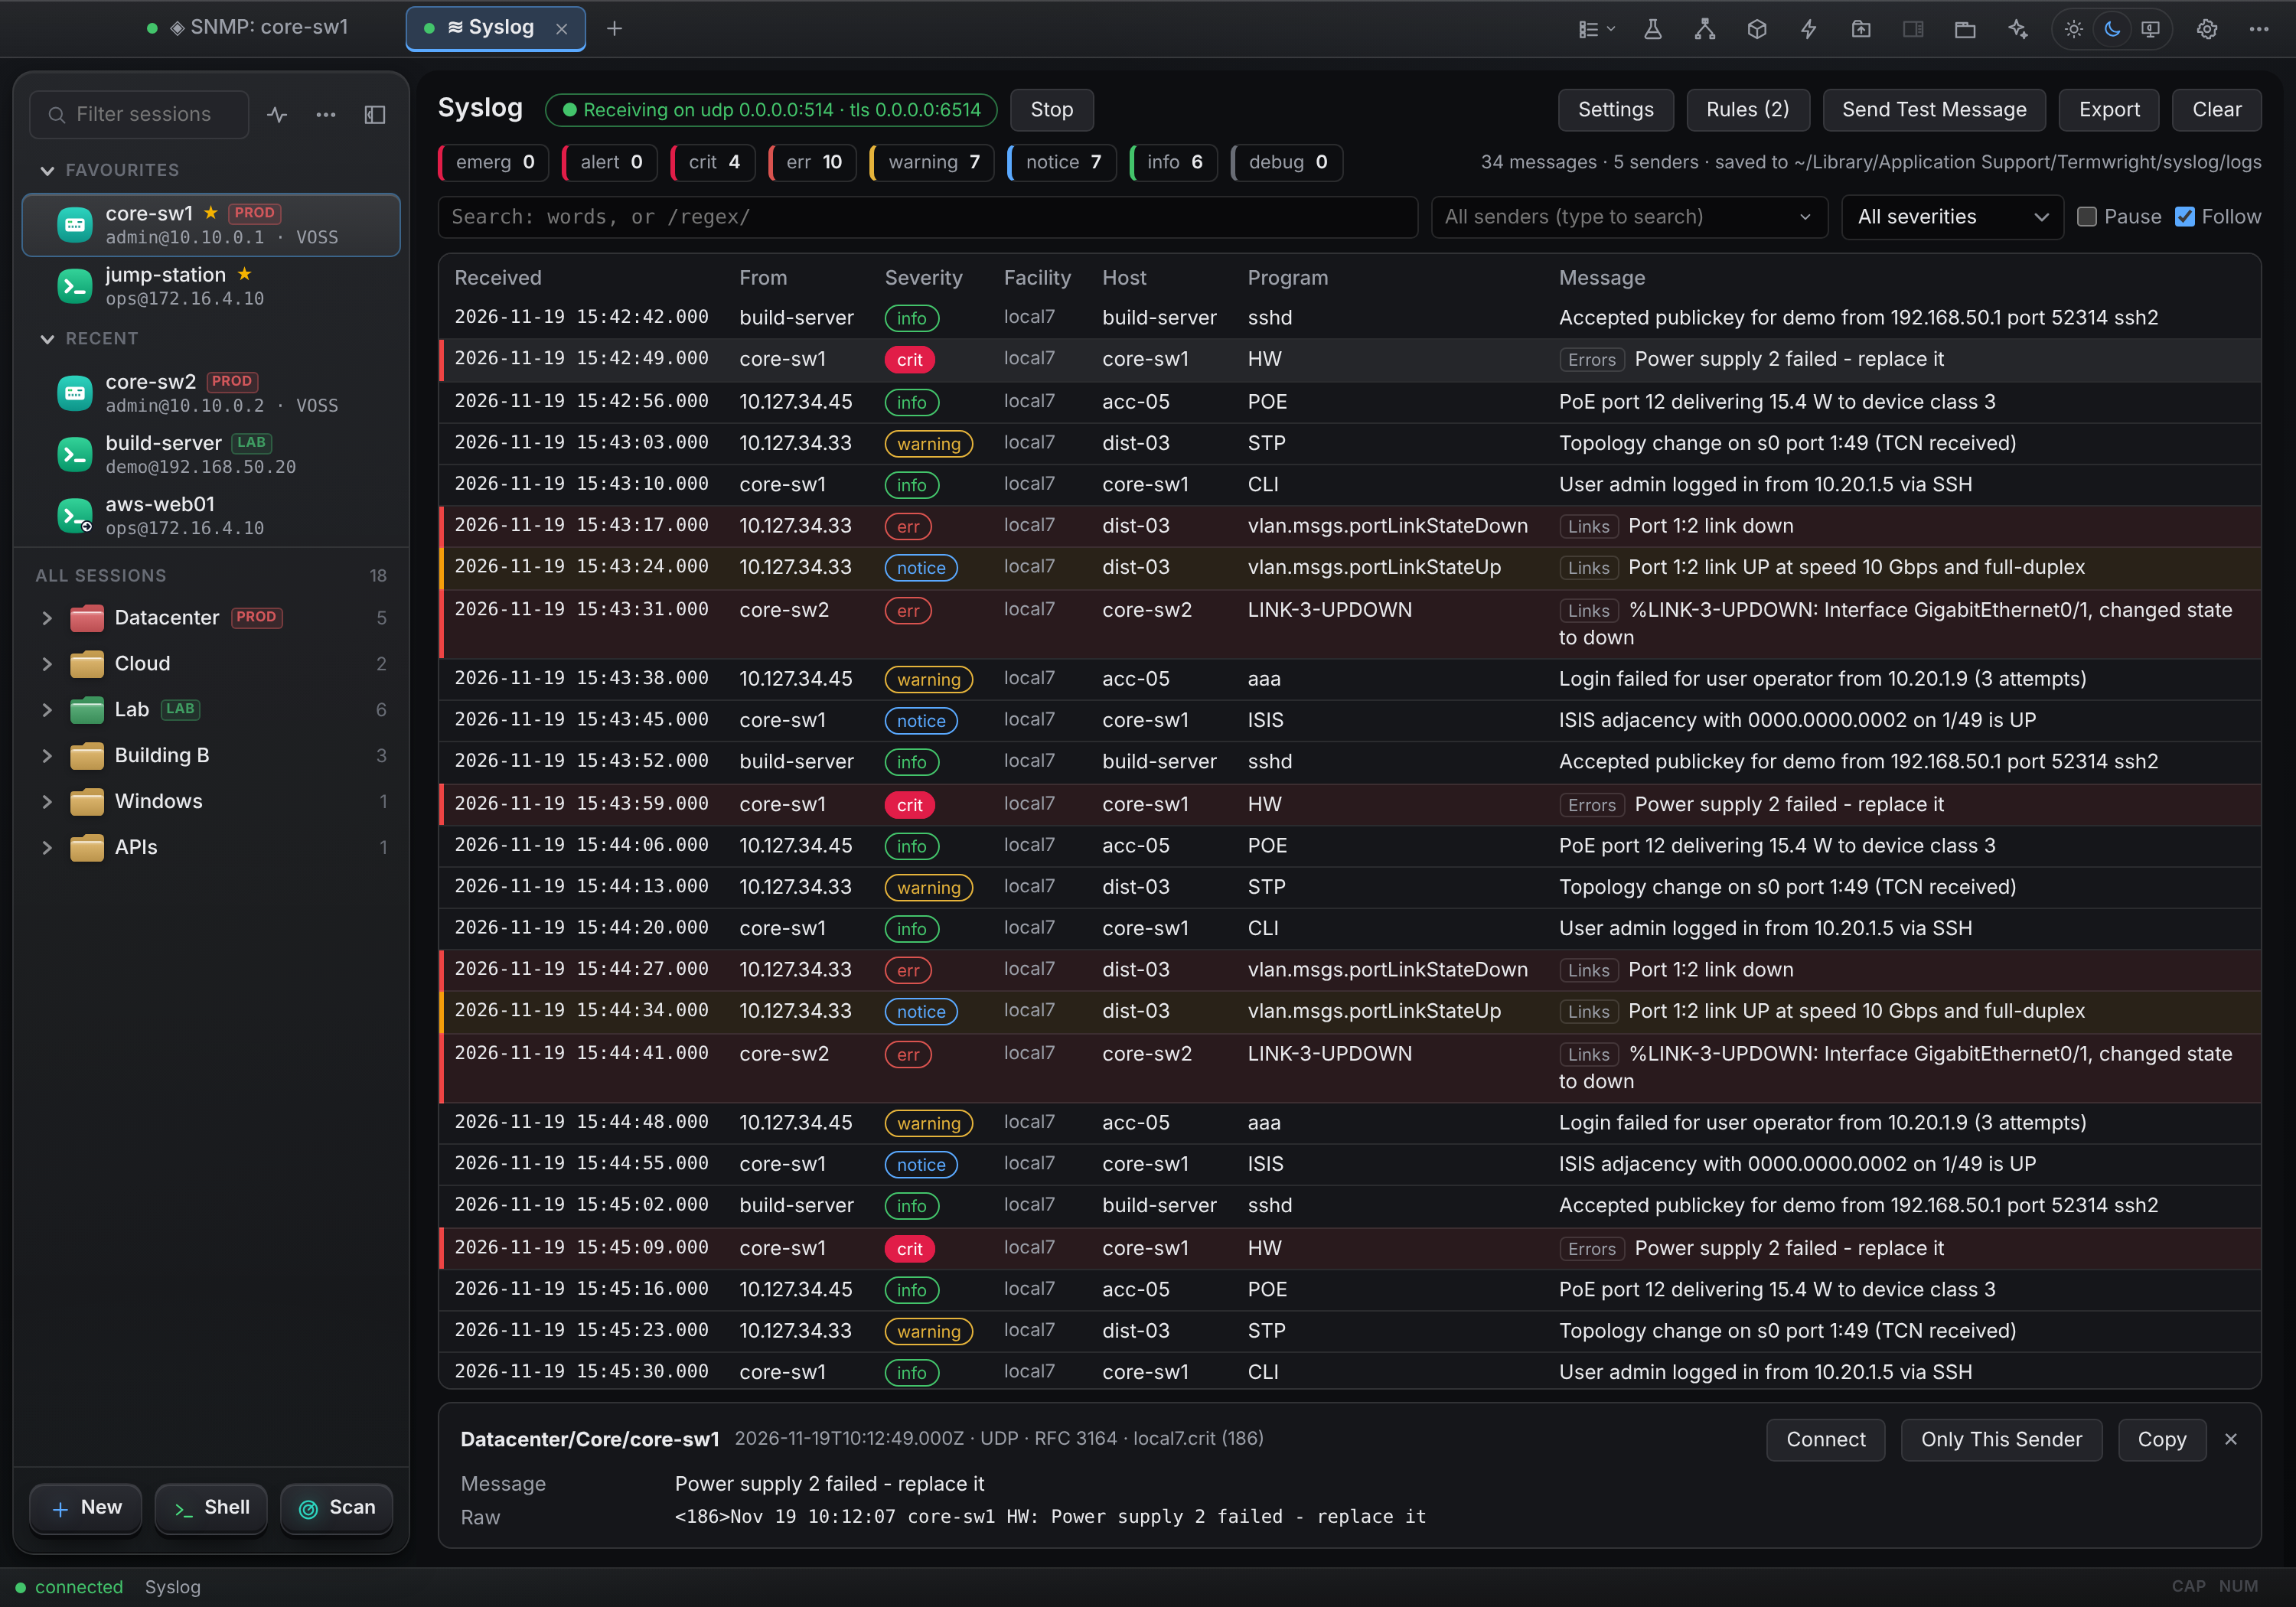 SNMP: core-sw1
Syslog
Filter sessions
FAVOURITES
core-sw1 ★ PROD
admin@10.10.0.1 · VOSS
jump-station ★
ops@172.16.4.10
RECENT
core-sw2 PROD
admin@10.10.0.2 · VOSS
build-server LAB
demo@192.168.50.20
aws-web01
ops@172.16.4.10
ALL SESSIONS 18
Datacenter PROD 5
Cloud 2
Lab LAB 6
Building B 3
Windows 1
APIs 1
New Shell Scan
Syslog Receiving on udp 0.0.0.0:514 · tls 0.0.0.0:6514 Stop Settings Rules (2) Send Test Message Export Clear
emerg 0 alert 0 crit 4 err 10 warning 7 notice 7 info 6 debug 0 34 messages · 5 senders · saved to ~/Library/Application Support/Termwright/syslog/logs
Search: words, or /regex/ All senders (type to search) All severities Pause Follow
Received From Severity Facility Host Program Message
2026-11-19 15:42:42.000 build-server info local7 build-server sshd Accepted publickey for demo from 192.168.50.1 port 52314 ssh2
2026-11-19 15:42:49.000 core-sw1 crit local7 core-sw1 HW Errors Power supply 2 failed - replace it
2026-11-19 15:42:56.000 10.127.34.45 info local7 acc-05 POE PoE port 12 delivering 15.4 W to device class 3
2026-11-19 15:43:03.000 10.127.34.33 warning local7 dist-03 STP Topology change on s0 port 1:49 (TCN received)
2026-11-19 15:43:10.000 core-sw1 info local7 core-sw1 CLI User admin logged in from 10.20.1.5 via SSH
2026-11-19 15:43:17.000 10.127.34.33 err local7 dist-03 vlan.msgs.portLinkStateDown Links Port 1:2 link down
2026-11-19 15:43:24.000 10.127.34.33 notice local7 dist-03 vlan.msgs.portLinkStateUp Links Port 1:2 link UP at speed 10 Gbps and full-duplex
2026-11-19 15:43:31.000 core-sw2 err local7 core-sw2 LINK-3-UPDOWN Links %LINK-3-UPDOWN: Interface GigabitEthernet0/1, changed state
to down
2026-11-19 15:43:38.000 10.127.34.45 warning local7 acc-05 aaa Login failed for user operator from 10.20.1.9 (3 attempts)
2026-11-19 15:43:45.000 core-sw1 notice local7 core-sw1 ISIS ISIS adjacency with 0000.0000.0002 on 1/49 is UP
2026-11-19 15:43:52.000 build-server info local7 build-server sshd Accepted publickey for demo from 192.168.50.1 port 52314 ssh2
2026-11-19 15:43:59.000 core-sw1 crit local7 core-sw1 HW Errors Power supply 2 failed - replace it
2026-11-19 15:44:06.000 10.127.34.45 info local7 acc-05 POE PoE port 12 delivering 15.4 W to device class 3
2026-11-19 15:44:13.000 10.127.34.33 warning local7 dist-03 STP Topology change on s0 port 1:49 (TCN received)
2026-11-19 15:44:20.000 core-sw1 info local7 core-sw1 CLI User admin logged in from 10.20.1.5 via SSH
2026-11-19 15:44:27.000 10.127.34.33 err local7 dist-03 vlan.msgs.portLinkStateDown Links Port 1:2 link down
2026-11-19 15:44:34.000 10.127.34.33 notice local7 dist-03 vlan.msgs.portLinkStateUp Links Port 1:2 link UP at speed 10 Gbps and full-duplex
2026-11-19 15:44:41.000 core-sw2 err local7 core-sw2 LINK-3-UPDOWN Links %LINK-3-UPDOWN: Interface GigabitEthernet0/1, changed state
to down
2026-11-19 15:44:48.000 10.127.34.45 warning local7 acc-05 aaa Login failed for user operator from 10.20.1.9 (3 attempts)
2026-11-19 15:44:55.000 core-sw1 notice local7 core-sw1 ISIS ISIS adjacency with 0000.0000.0002 on 1/49 is UP
2026-11-19 15:45:02.000 build-server info local7 build-server sshd Accepted publickey for demo from 192.168.50.1 port 52314 ssh2
2026-11-19 15:45:09.000 core-sw1 crit local7 core-sw1 HW Errors Power supply 2 failed - replace it
2026-11-19 15:45:16.000 10.127.34.45 info local7 acc-05 POE PoE port 12 delivering 15.4 W to device class 3
2026-11-19 15:45:23.000 10.127.34.33 warning local7 dist-03 STP Topology change on s0 port 1:49 (TCN received)
2026-11-19 15:45:30.000 core-sw1 info local7 core-sw1 CLI User admin logged in from 10.20.1.5 via SSH
Datacenter/Core/core-sw1 2026-11-19T10:12:49.000Z · UDP · RFC 3164 · local7.crit (186) Connect Only This Sender Copy
Message Power supply 2 failed - replace it
Raw <186>Nov 19 10:12:07 core-sw1 HW: Power supply 2 failed - replace it
connected Syslog CAP NUM